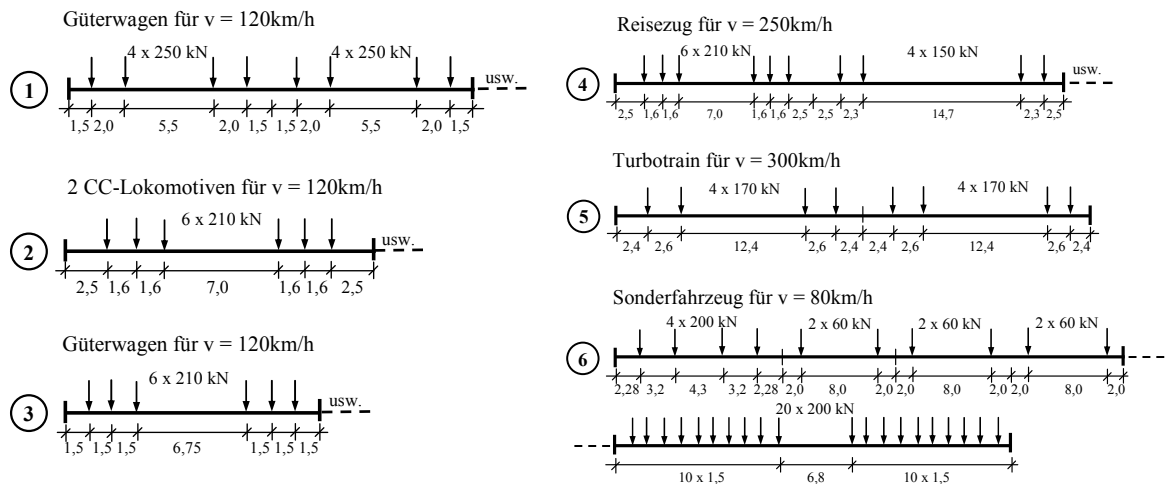 Güterwagen für v = 120km/h
4 x 250 kN 4 x 250 kN
usw.
1
1,5 2,0 5,5 2,0 1,5 1,5 2,0 5,5 2,0 1,5
2 CC-Lokomotiven für v = 120km/h
6 x 210 kN
usw.
2
2,5 1,6 1,6 7,0 1,6 1,6 2,5
Güterwagen für v = 120km/h
6 x 210 kN
usw.
3
1,5 1,5 1,5 6,75 1,5 1,5 1,5
Reisezug für v = 250km/h
6 x 210 kN 4 x 150 kN
usw.
4
2,5 1,6 1,6 7,0 1,6 1,6 2,5 2,5 2,3 14,7 2,3 2,5
Turbotrain für v = 300km/h
4 x 170 kN 4 x 170 kN
5
2,4 2,6 12,4 2,6 2,4 2,4 2,6 12,4 2,6 2,4
Sonderfahrzeug für v = 80km/h
4 x 200 kN 2 x 60 kN 2 x 60 kN 2 x 60 kN
6
2,28 3,2 4,3 3,2 2,28 2,0 8,0 2,0 2,0 8,0 2,0 2,0 8,0 2,0
20 x 200 kN
10 x 1,5 6,8 10 x 1,5